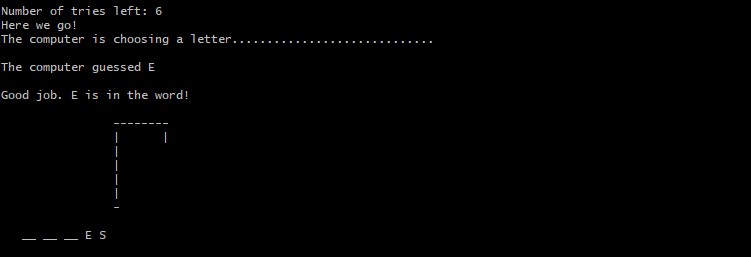 Number of tries left: 6
Here we go!
The computer is choosing a letter.............................
The computer guessed E
Good job. E is in the word!
__ __ __ E S